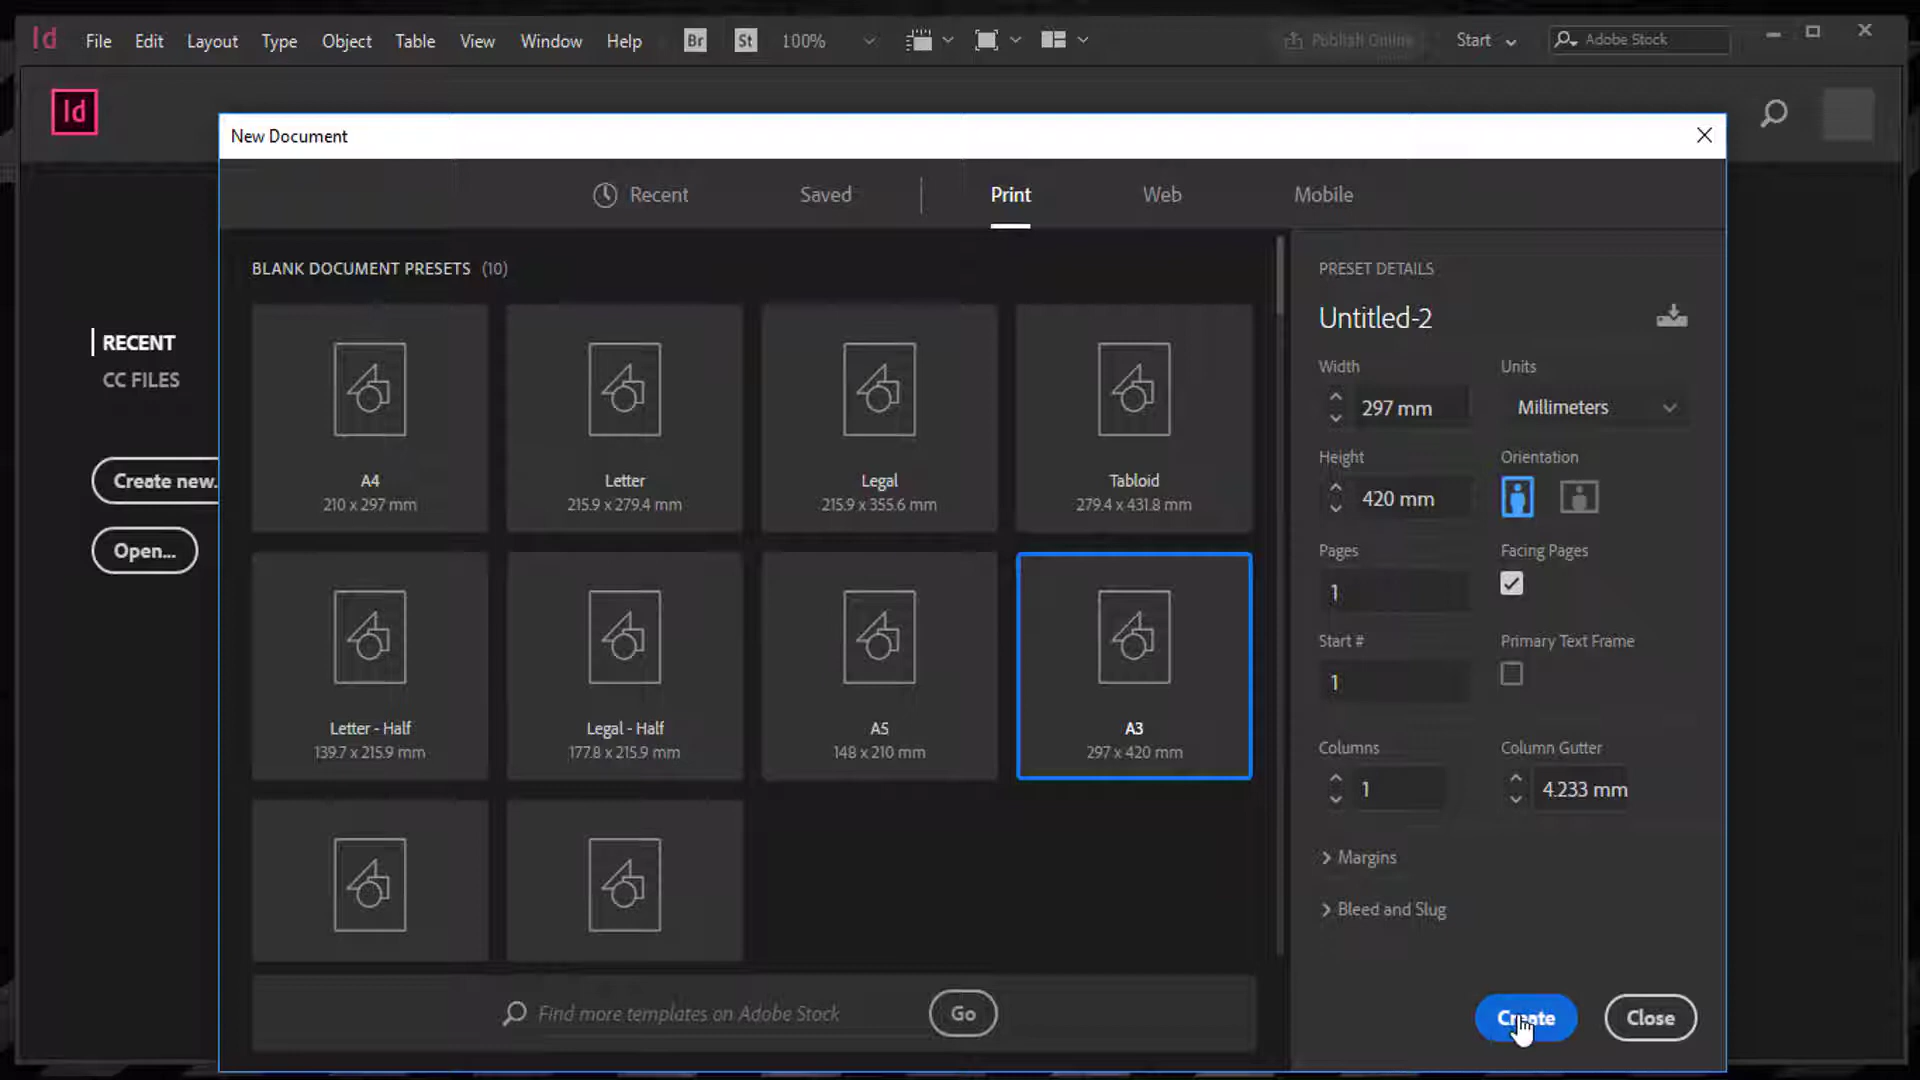 Id File Edit Layout Type Object Table View Window Help Br St 100% Publish Online Start Adobe Stock
Id
New Document
Recent Saved Print Web Mobile
BLANK DOCUMENT PRESETS (10)
A4
210 x 297 mm
Letter
215.9 x 279.4 mm
Legal
215.9 x 355.6 mm
Tabloid
279.4 x 431.8 mm
Letter - Half
139.7 x 215.9 mm
Legal - Half
177.8 x 215.9 mm
A5
148 x 210 mm
A3
297 x 420 mm
Find more templates on Adobe Stock Go
RECENT
CC FILES
Create new.
Open...
PRESET DETAILS
Untitled-2
Width Units
297 mm Millimeters
Height Orientation
420 mm
Pages Facing Pages
1
Start # Primary Text Frame
1
Columns Column Gutter
1 4.233 mm
Margins
Bleed and Slug
Create Close